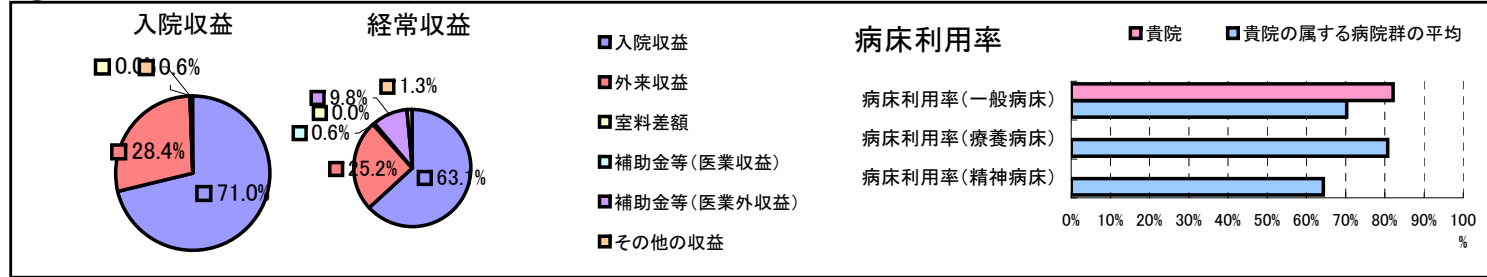 入院収益
0.0%
0.6%
28.4%
71.0%
経常収益
1.3%
9.8%
0.0%
0.6%
25.2%
入院収益
外来収益
室料差額
補助金等(医業収益)
補助金等(医業外収益)
その他の収益
病床利用率
貴院 貴院の属する病院群の平均
病床利用率(一般病床)
病床利用率(療養病床)
病床利用率(精神病床)
0% 10% 20% 30% 40% 50% 60% 70% 80% 90% 100
%